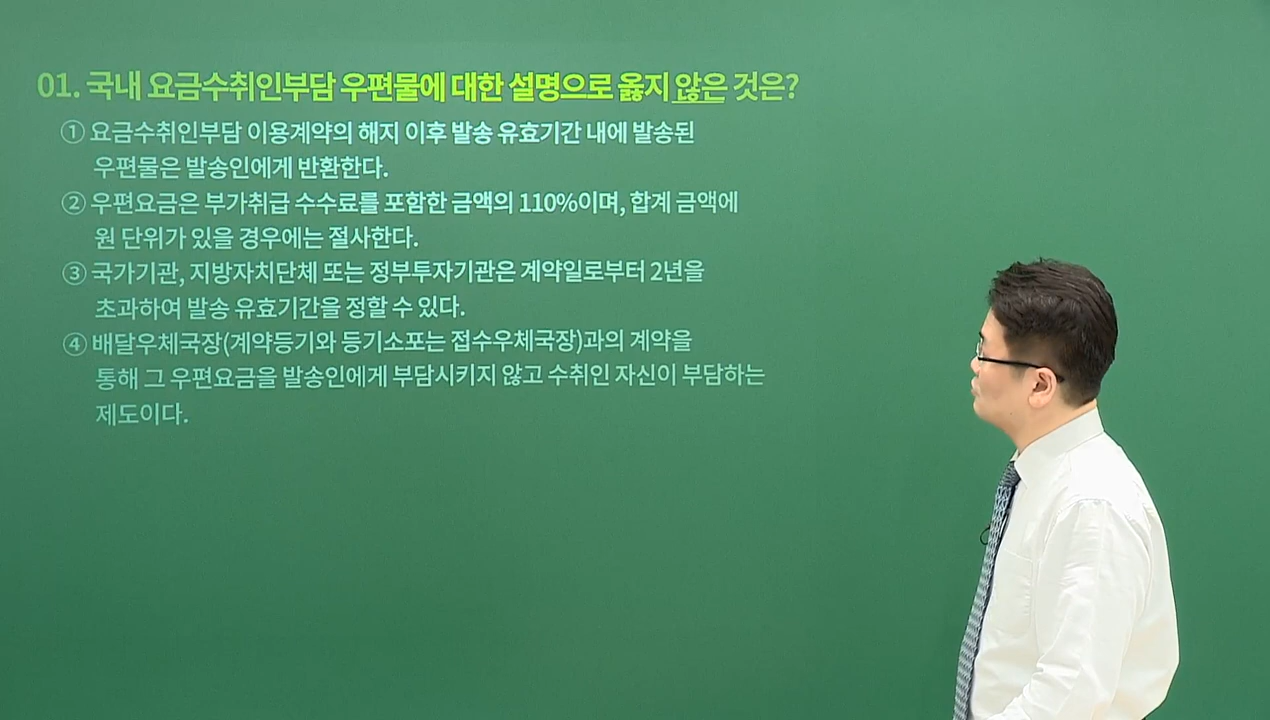 01. 국내 요금수취인부담 우편물에 대한 설명으로 옳지 않은 것은?
① 요금수취인부담 이용계약의 해지 이후 발송 유효기간 내에 발송된
우편물은 발송인에게 반환한다.
② 우편요금은 부가취급 수수료를 포함한 금액의 110%이며, 합계 금액에
원 단위가 있을 경우에는 절사한다.
③ 국가기관, 지방자치단체 또는 정부투자기관은 계약일로부터 2년을
초과하여 발송 유효기간을 정할 수 있다.
④ 배달우체국장(계약등기와 등기소포는 접수우체국장)과의 계약을
통해 그 우편요금을 발송인에게 부담시키지 않고 수취인 자신이 부담하는
제도이다.